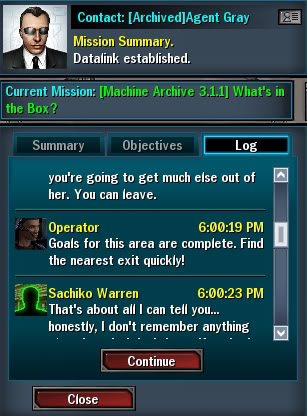 Contact: [Archived]Agent Gray
Mission Summary.
Datalink established.
Current Mission: [Machine Archive 3.1.1] What's in
the Box?
Summary
Objectives
Log
you're going to get much else out of
her. You can leave.
Operator 6:00:19 PM
Goals for this area are complete. Find
the nearest exit quickly!
Sachiko Warren 6:00:23 PM
That's about all I can tell you...
honestly, I don't remember anything
Continue
Close